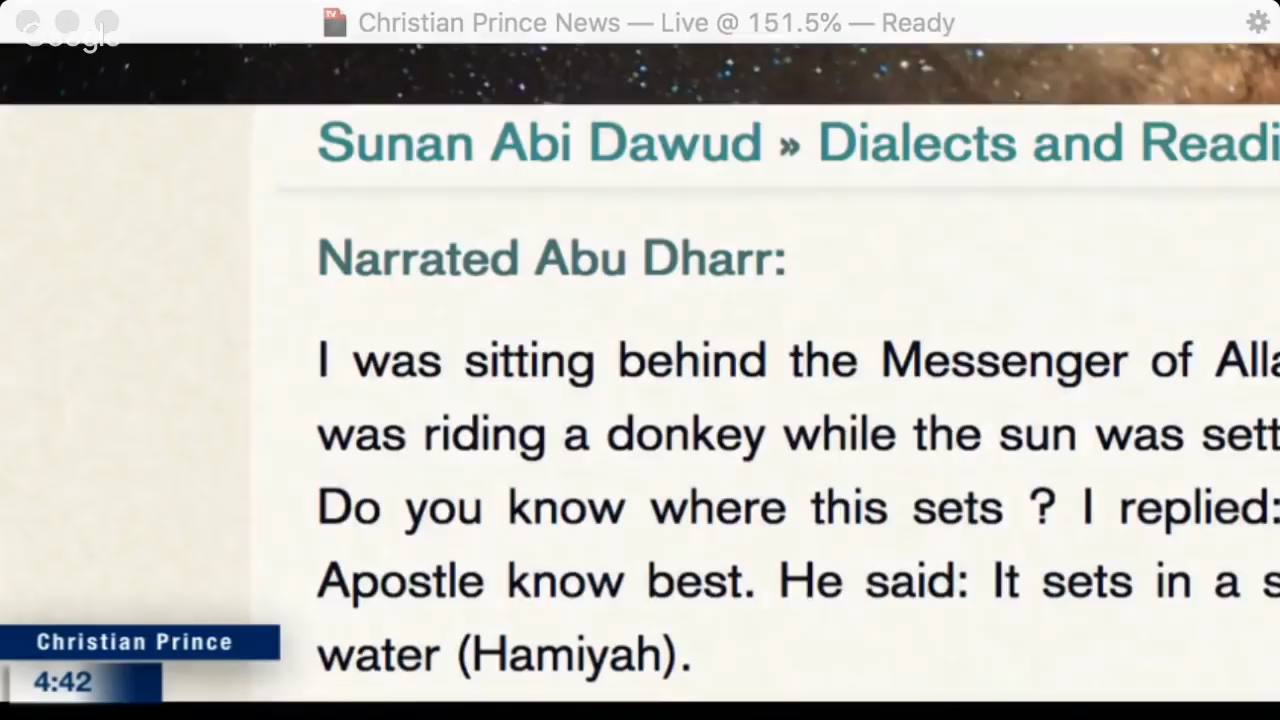 Christian Prince News — Live @ 151.5% — Ready
Google
Sunan Abi Dawud » Dialects and Readi
Narrated Abu Dharr:
I was sitting behind the Messenger of Alla
was riding a donkey while the sun was sett
Do you know where this sets ? I replied:
Apostle know best. He said: It sets in a s
water (Hamiyah).
Christian Prince
4:42